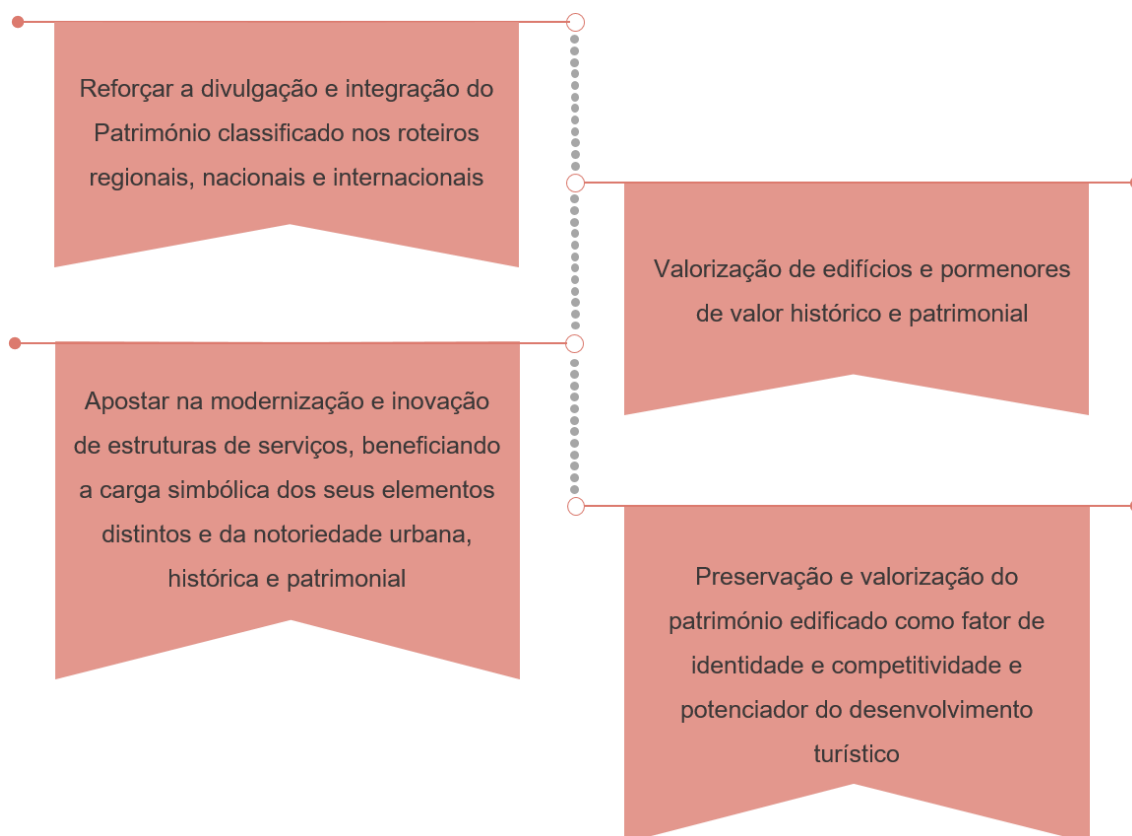 Reforçar a divulgação e integração do
Património classificado nos roteiros
regionais, nacionais e internacionais
Valorização de edifícios e pormenores
de valor histórico e patrimonial
Apostar na modernização e inovação
de estruturas de serviços, beneficiando
a carga simbólica dos seus elementos
distintos e da notoriedade urbana,
histórica e patrimonial
Preservação e valorização do
património edificado como fator de
identidade e competitividade e
potenciador do desenvolvimento
turístico